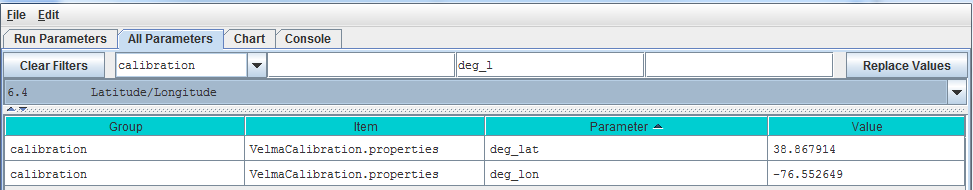 File Edit
Run Parameters All Parameters Chart Console
Clear Filters calibration deg_l Replace Values
6.4 Latitude/Longitude
Group Item Parameter Value
calibration VelmaCalibration.properties deg_lat 38.867914
calibration VelmaCalibration.properties deg_lon -76.552649